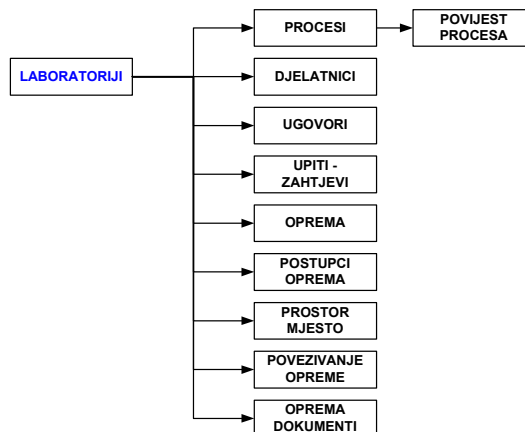 PROCESI
POVIJEST
PROCESA
LABORATORIJI
DJELATNICI
UGOVORI
UPITI -
ZAHTJEVI
OPREMA
POSTUPCI
OPREMA
PROSTOR
MJESTO
POVEZIVANJE
OPREME
OPREMA
DOKUMENTI